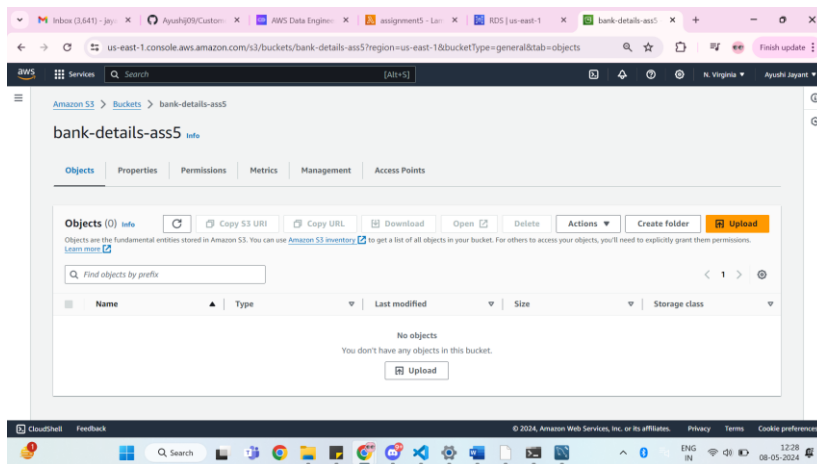 Inbox (3,641) - jaya
Ayushij09/Custom
AWS Data Enginee
assignment5 - Lam
RDS | us-east-1
bank-details-ass5
us-east-1.console.aws.amazon.com/s3/buckets/bank-details-ass5?region=us-east-1&bucketType=general&tab=objects
Finish update
aws
Services
Search
[Alt+S]
N. Virginia
Ayushi Jayant
Amazon S3 > Buckets > bank-details-ass5
bank-details-ass5 Info
Objects
Properties
Permissions
Metrics
Management
Access Points
Objects (0) Info
Copy S3 URI
Copy URL
Download
Open
Delete
Actions
Create folder
Upload
Objects are the fundamental entities stored in Amazon S3. You can use Amazon S3 inventory to get a list of all objects in your bucket. For others to access your objects, you'll need to explicitly grant them permissions.
Learn more
Find objects by prefix
1
Name
Type
Last modified
Size
Storage class
No objects
You don't have any objects in this bucket.
Upload
CloudShell
Feedback
© 2024, Amazon Web Services, Inc. or its affiliates.
Privacy
Terms
Cookie preferences
Search
ENG
IN
12:28
08-05-2024